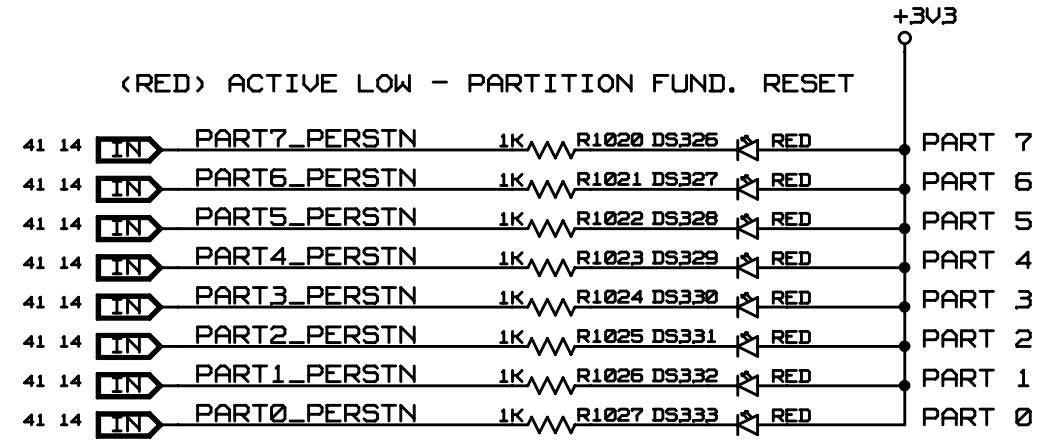 +3V3
(RED) ACTIVE LOW - PARTITION FUND. RESET
41 14 IN PART7_PERSTN 1K R1020 DS326 RED PART 7
41 14 IN PART6_PERSTN 1K R1021 DS327 RED PART 6
41 14 IN PART5_PERSTN 1K R1022 DS328 RED PART 5
41 14 IN PART4_PERSTN 1K R1023 DS329 RED PART 4
41 14 IN PART3_PERSTN 1K R1024 DS330 RED PART 3
41 14 IN PART2_PERSTN 1K R1025 DS331 RED PART 2
41 14 IN PART1_PERSTN 1K R1026 DS332 RED PART 1
41 14 IN PART0_PERSTN 1K R1027 DS333 RED PART 0